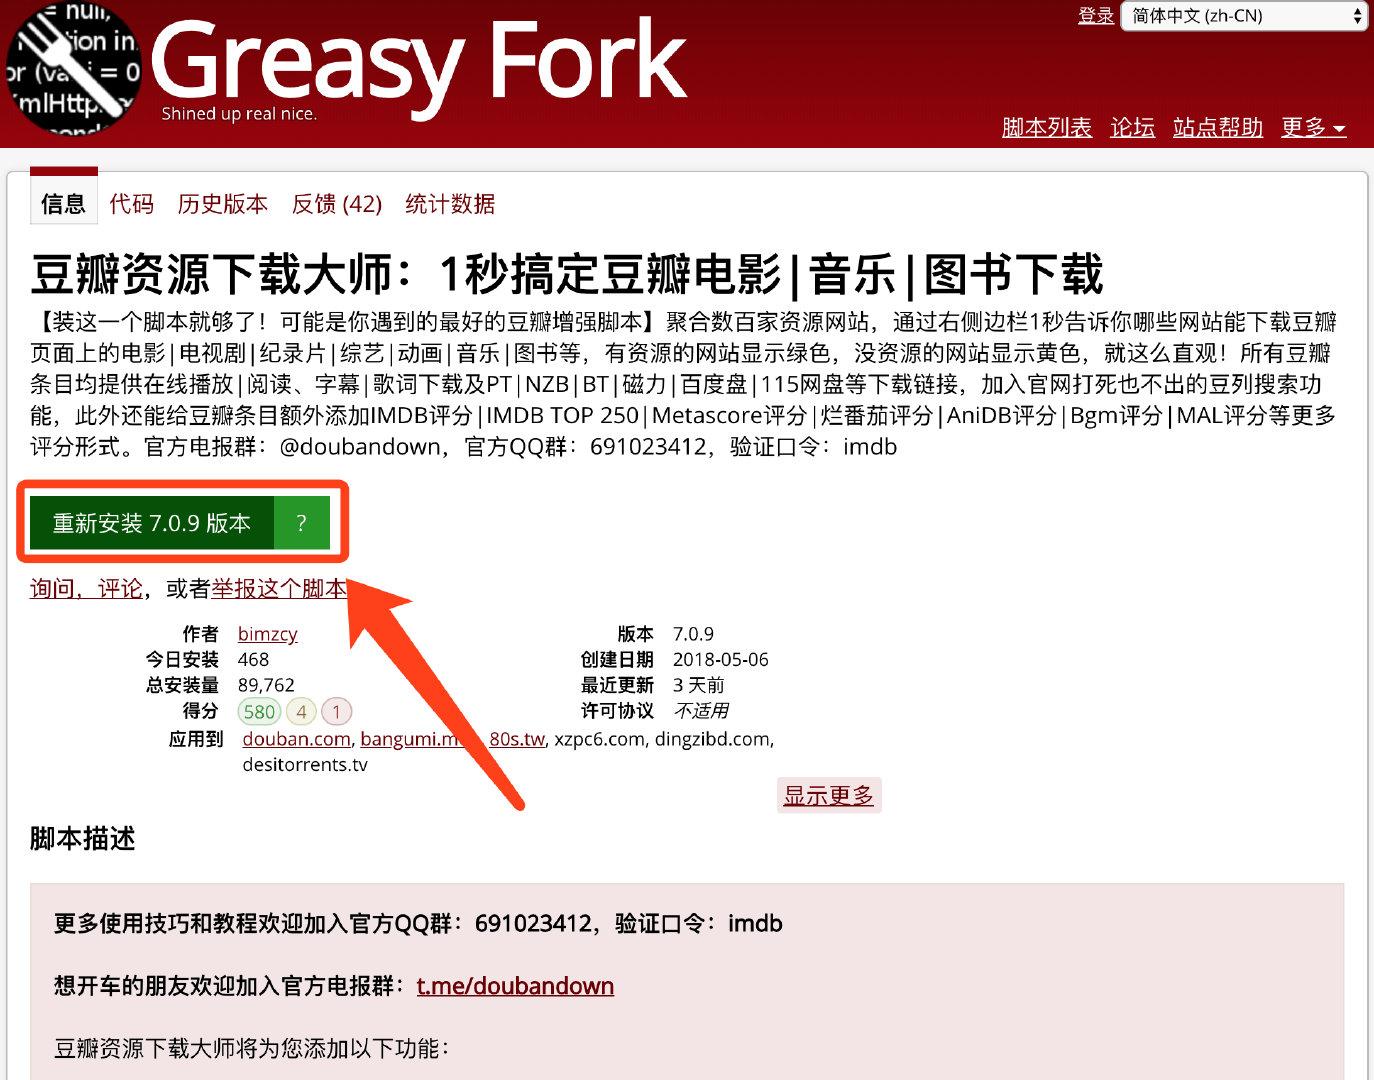 = null,
tion in
or (va i = 0
mlHttp
Greasy Fork
Shined up real nice.
登录
简体中文 (zh-CN)
脚本列表 论坛 站点帮助 更多
信息 代码 历史版本 反馈 (42) 统计数据
豆瓣资源下载大师：1秒搞定豆瓣电影|音乐|图书下载
【装这一个脚本就够了！可能是你遇到的最好的豆瓣增强脚本】聚合数百家资源网站，通过右侧边栏1秒告诉你哪些网站能下载豆瓣
页面上的电影|电视剧|纪录片|综艺|动画|音乐|图书等，有资源的网站显示绿色，没资源的网站显示黄色，就这么直观！所有豆瓣
条目均提供在线播放|阅读、字幕|歌词下载及PT|NZB|BT|磁力|百度盘|115网盘等下载链接，加入官网打死也不出的豆列搜索功
能，此外还能给豆瓣条目额外添加IMDB评分|IMDB TOP 250|Metascore评分|烂番茄评分|AniDB评分|Bgm评分|MAL评分等更多
评分形式。官方电报群：@doubandown，官方QQ群：691023412，验证口令：imdb
重新安装 7.0.9 版本 ?
询问，评论，或者举报这个脚本
作者 bimzcy 版本 7.0.9
今日安装 468 创建日期 2018-05-06
总安装量 89,762 最近更新 3 天前
得分 580 4 1 许可协议 不适用
应用到 douban.com, bangumi.m 80s.tw, xzpc6.com, dingzibd.com,
desitorrents.tv
显示更多
脚本描述
更多使用技巧和教程欢迎加入官方QQ群：691023412，验证口令：imdb
想开车的朋友欢迎加入官方电报群：t.me/doubandown
豆瓣资源下载大师将为您添加以下功能：